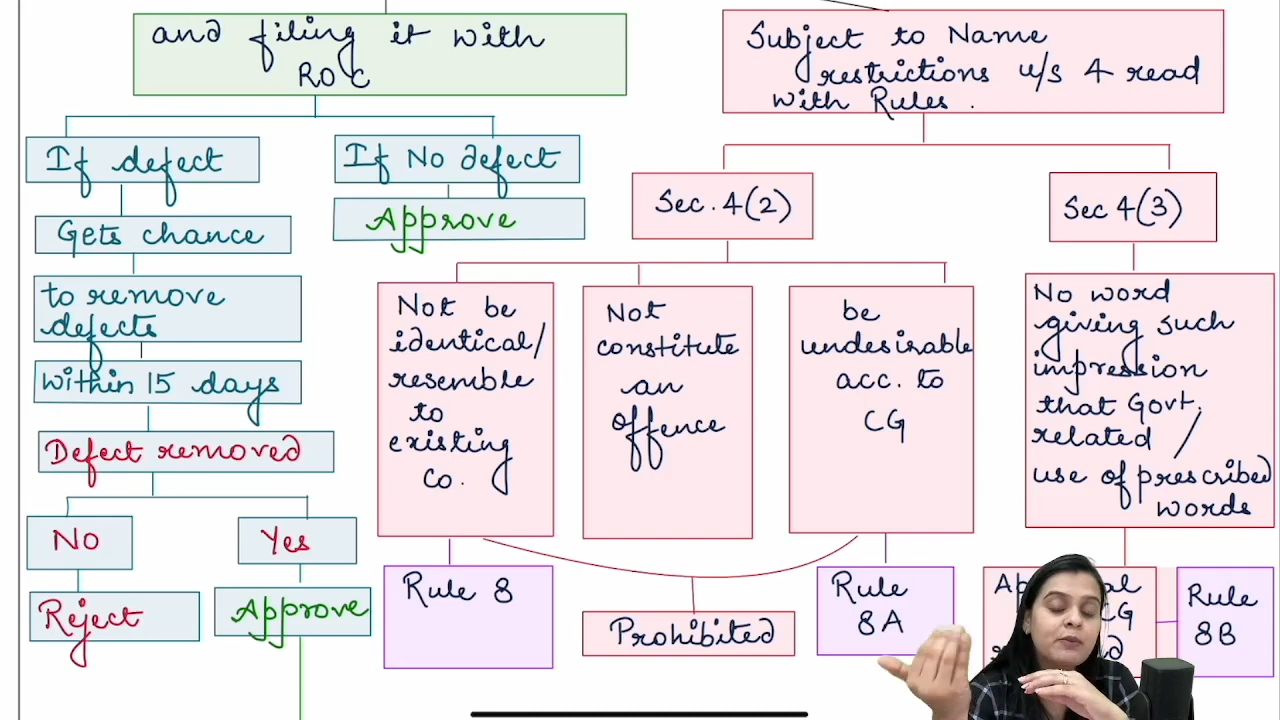 and filing it with
ROC
Subject to Name
restrictions u/s 4 read
with Rules.
If defect
If No defect
Gets chance
Approve
to remove
defects
within 15 days
Defect removed
No
Yes
Reject
Approve
Sec. 4(2)
Sec 4(3)
Not be
identical/
resemble
to
existing
Co.
Not
constitute
an
offence
be
undesirable
acc. to
CG
No word
giving such
impression
that Govt.
related /
use of prescribed
words
Rule 8
Prohibited
Rule
8A
CG
Rule
8B